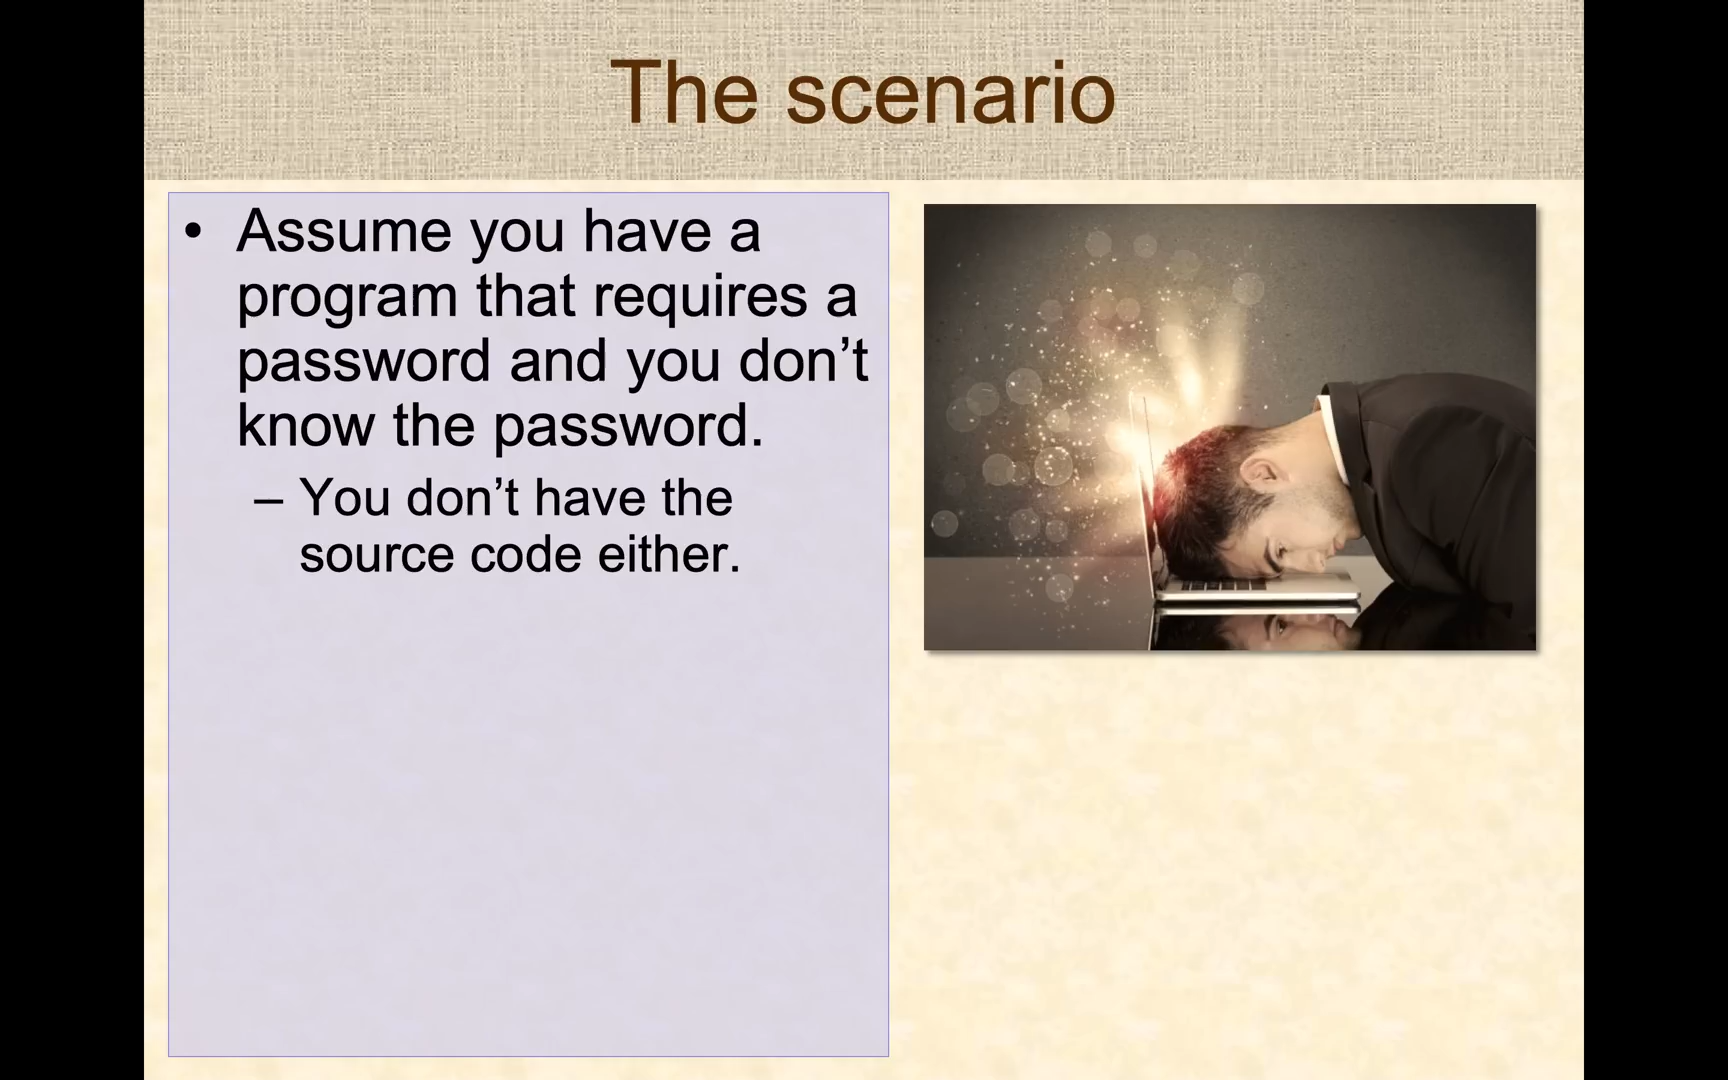 The scenario
• Assume you have a
program that requires a
password and you don’t
know the password.
– You don’t have the
source code either.